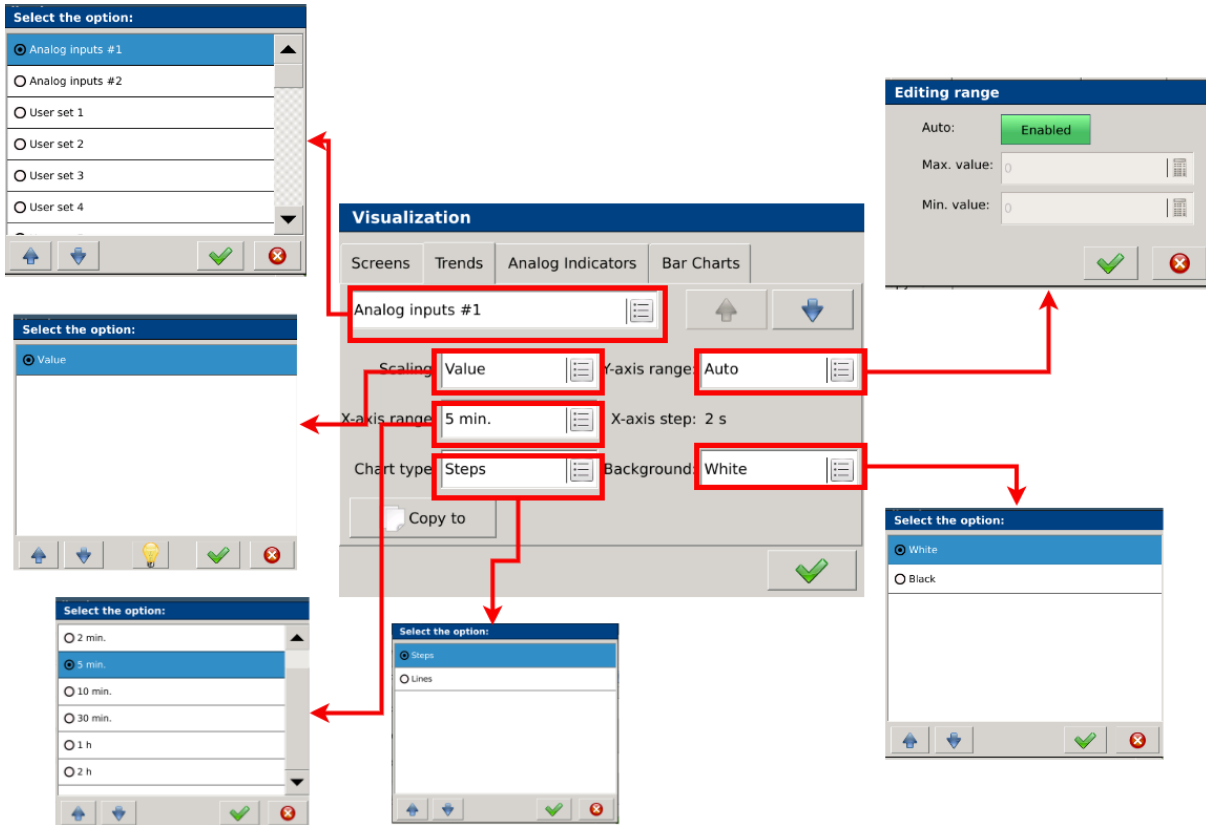 Select the option:
Analog inputs #1
Analog inputs #2
User set 1
User set 2
User set 3
User set 4
Editing range
Auto: Enabled
Max. value: 0
Min. value: 0
Visualization
Screens Trends Analog Indicators Bar Charts
Analog inputs #1
Scaling Value Y-axis range: Auto
X-axis range 5 min. X-axis step: 2 s
Chart type Steps Background: White
Copy to
Select the option:
Value
Select the option:
2 min.
5 min.
10 min.
30 min.
1 h
2 h
Select the option:
Steps
Lines
Select the option:
White
Black